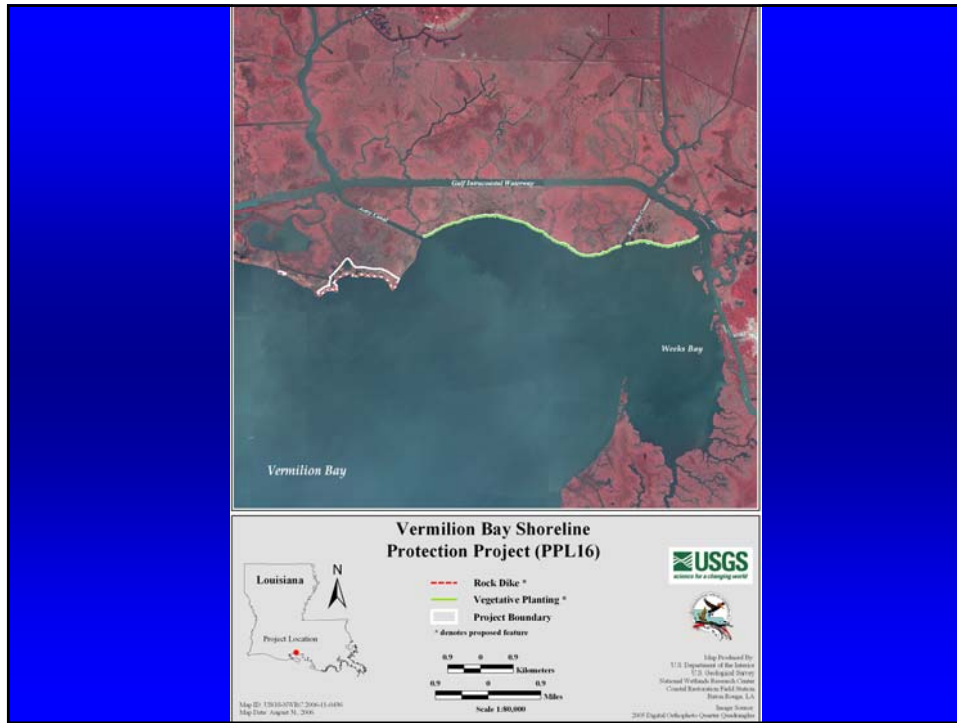 Gulf Intracoastal Waterway
Canal
Weeks Bay
Vermilion Bay
Vermilion Bay Shoreline
Protection Project (PPL16)
Louisiana
N
Project Location
Rock Dike *
Vegetative Planting *
Project Boundary
* denotes proposed feature
0.9 0 0.9
Kilometers
0.9 0 0.9
Miles
Scale 1:80,000
USGS
science for a changing world
Map Produced By:
U.S. Department of the Interior
U.S. Geological Survey
National Wetlands Research Center
Coastal Restoration Field Station
Baton Rouge, LA
Image Source:
2005 Digital Orthophoto Quarter Quadrangles
Map ID:
Map Date: August 31, 2006